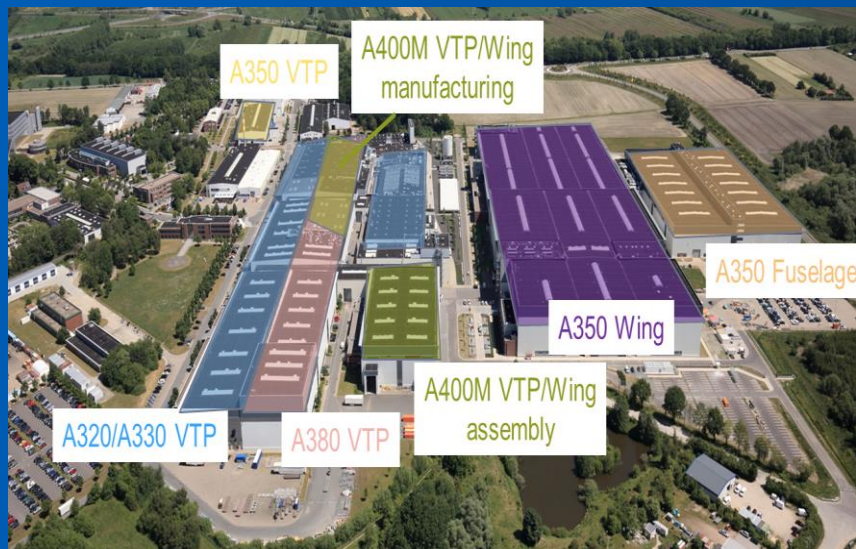 A350 VTP
A400M VTP/Wing
manufacturing
A350 Fuselage
A350 Wing
A400M VTP/Wing
assembly
A320/A330 VTP
A380 VTP